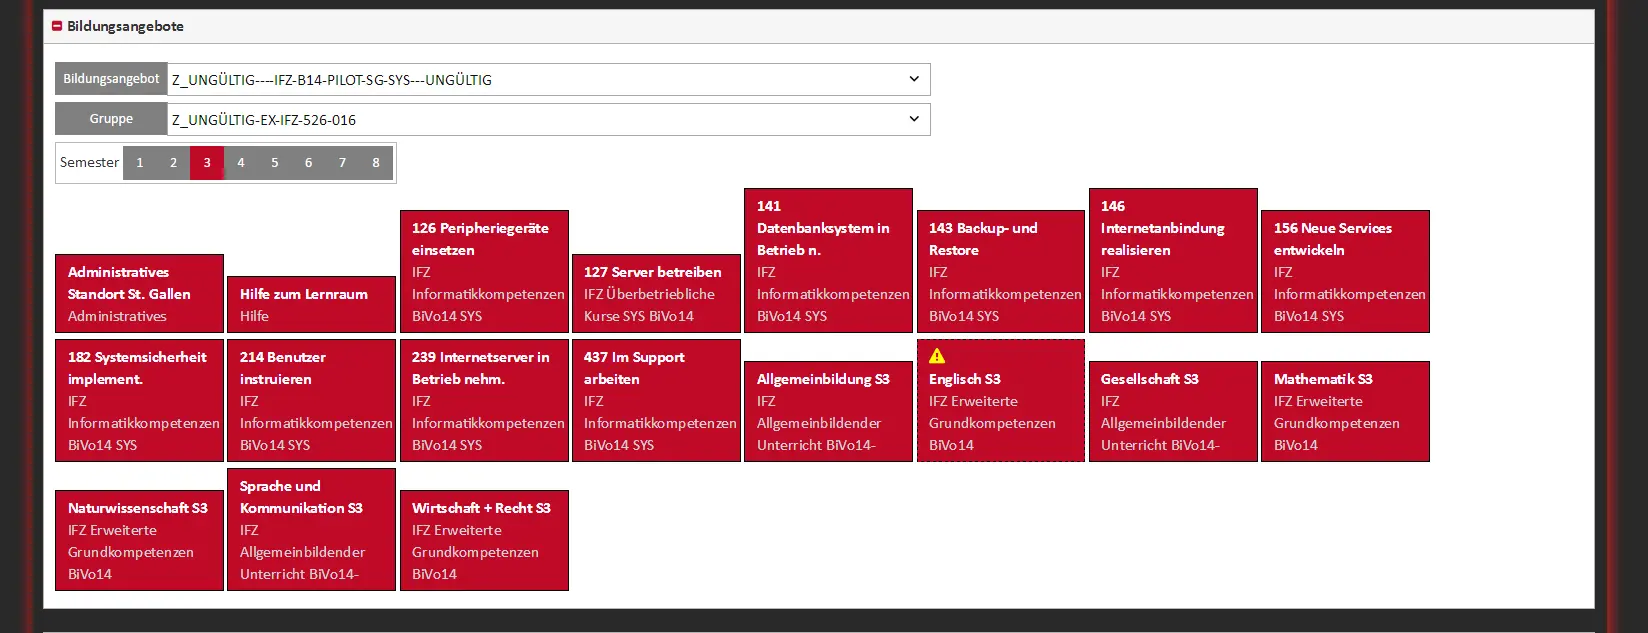 Bildungsangebote
Bildungsangebot Z_UNGÜLTIG----IFZ-B14-PILOT-SG-SYS---UNGÜLTIG
Gruppe Z_UNGÜLTIG-EX-IFZ-526-016
Semester 1 2 3 4 5 6 7 8
Administratives
Standort St. Gallen
Administratives
Hilfe zum Lernraum
Hilfe
126 Peripheriegeräte
einsetzen
IFZ
Informatikkompetenzen
BiVo14 SYS
127 Server betreiben
IFZ Überbetriebliche
Kurse SYS BiVo14
141
Datenbanksystem in
Betrieb n.
IFZ
Informatikkompetenzen
BiVo14 SYS
143 Backup- und
Restore
IFZ
Informatikkompetenzen
BiVo14 SYS
146
Internetanbindung
realisieren
IFZ
Informatikkompetenzen
BiVo14 SYS
156 Neue Services
entwickeln
IFZ
Informatikkompetenzen
BiVo14 SYS
182 Systemsicherheit
implement.
IFZ
Informatikkompetenzen
BiVo14 SYS
214 Benutzer
instruieren
IFZ
Informatikkompetenzen
BiVo14 SYS
239 Internetserver in
Betrieb nehm.
IFZ
Informatikkompetenzen
BiVo14 SYS
437 Im Support
arbeiten
IFZ
Informatikkompetenzen
BiVo14 SYS
Allgemeinbildung S3
IFZ
Allgemeinbildender
Unterricht BiVo14-
Englisch S3
IFZ Erweiterte
Grundkompetenzen
BiVo14
Gesellschaft S3
IFZ
Allgemeinbildender
Unterricht BiVo14-
Mathematik S3
IFZ Erweiterte
Grundkompetenzen
BiVo14
Naturwissenschaft S3
IFZ Erweiterte
Grundkompetenzen
BiVo14
Sprache und
Kommunikation S3
IFZ
Allgemeinbildender
Unterricht BiVo14-
Wirtschaft + Recht S3
IFZ Erweiterte
Grundkompetenzen
BiVo14